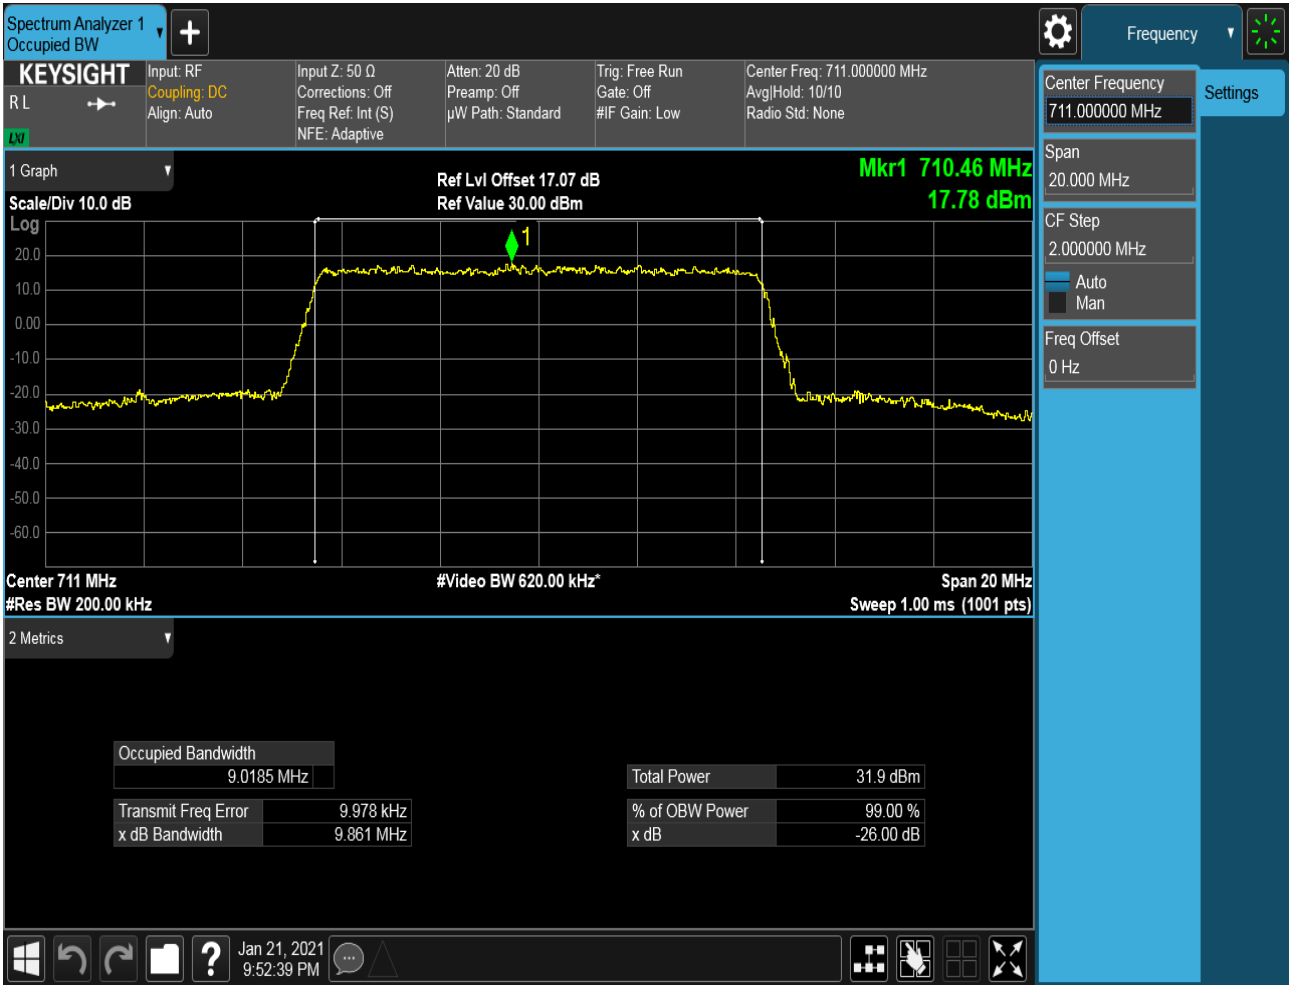 Spectrum Analyzer 1
Occupied BW
+
Frequency
KEYSIGHT
R L
LXI
Input: RF
Coupling: DC
Align: Auto
Input Z: 50 Ω
Corrections: Off
Freq Ref: Int (S)
NFE: Adaptive
Atten: 20 dB
Preamp: Off
µW Path: Standard
Trig: Free Run
Gate: Off
#IF Gain: Low
Center Freq: 711.000000 MHz
Avg|Hold: 10/10
Radio Std: None
Center Frequency
711.000000 MHz
Settings
Span
20.000 MHz
CF Step
2.000000 MHz
Auto
Man
Freq Offset
0 Hz
1 Graph
Scale/Div 10.0 dB
Ref Lvl Offset 17.07 dB
Ref Value 30.00 dBm
Mkr1 710.46 MHz
17.78 dBm
Log
1
20.0
10.0
0.00
-10.0
-20.0
-30.0
-40.0
-50.0
-60.0
Center 711 MHz
#Video BW 620.00 kHz*
Span 20 MHz
#Res BW 200.00 kHz
Sweep 1.00 ms (1001 pts)
2 Metrics
Occupied Bandwidth
9.0185 MHz
Total Power 31.9 dBm
Transmit Freq Error 9.978 kHz
% of OBW Power 99.00 %
x dB Bandwidth 9.861 MHz
x dB -26.00 dB
?
Jan 21, 2021
9:52:39 PM